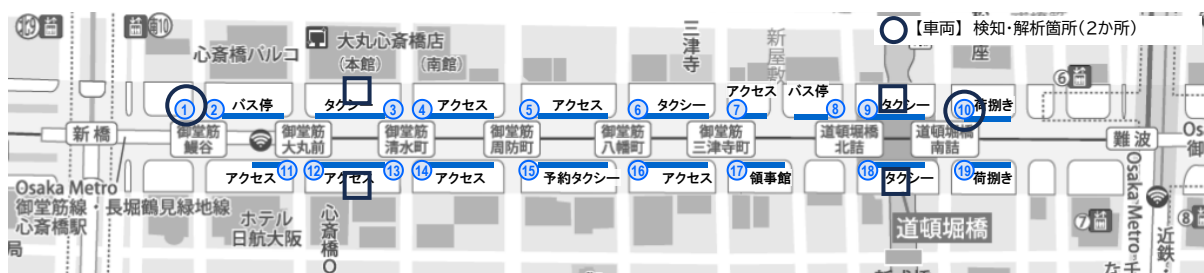 北9
南10
心斎橋パルコ
大丸心斎橋店
(本館)
(南館)
三津寺
新屋敷
【車両】検知・解析箇所(2か所)
座
⑥
① ② バス停
タクシー ③
④ アクセス
⑤ アクセス
⑥ タクシー
⑦ アクセス
バス停 ⑧
⑨ タクシー
⑩ 荷捌き
新橋
御堂筋
鰻谷
御堂筋
大丸前
御堂筋
清水町
御堂筋
周防町
御堂筋
八幡町
御堂筋
三津寺町
道頓堀橋
北詰
道頓堀橋
南詰
難波
アクセス ⑪
⑫ アクセス ⑬
⑭ アクセス
⑮ 予約タクシー
⑯ アクセス
⑰ 領事館
⑱ タクシー
⑲ 荷捌き
Osaka Metro
御堂筋線・長堀鶴見緑地線
心斎橋駅
局
ホテル
日航大阪
心斎橋O
道頓堀橋
⑦
⑧
Osaka Metro
近鉄・